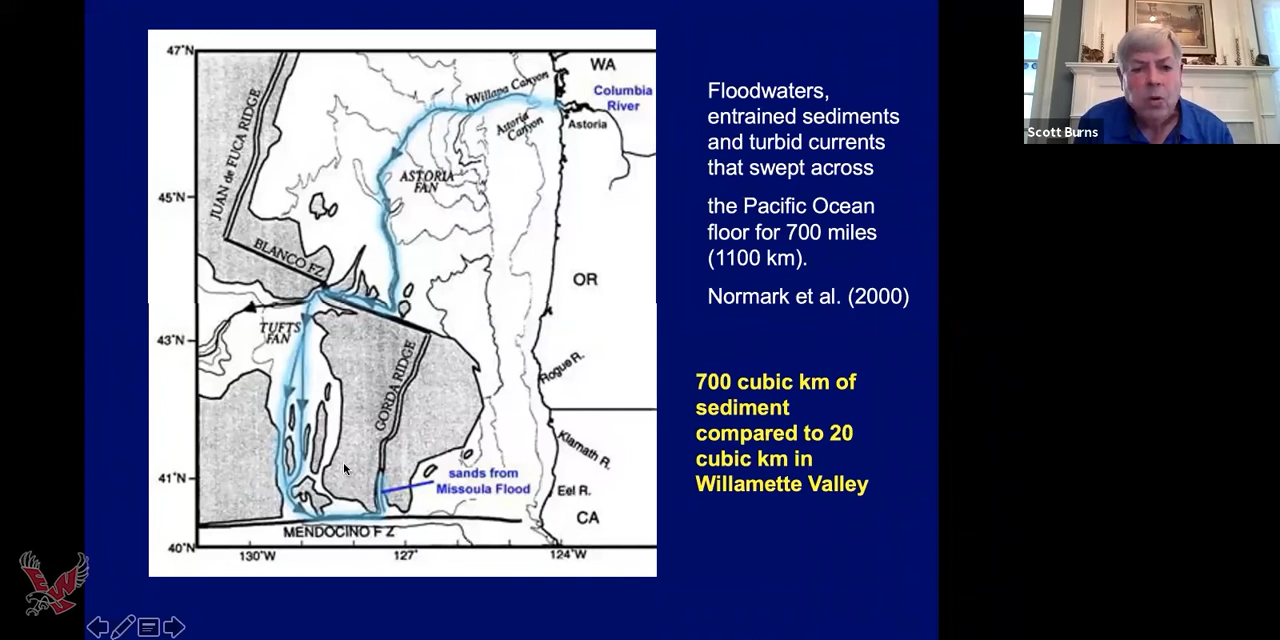 47°N
WA
Willapa Canyon
Columbia
River
Astoria
Canyon
Astoria
JUAN de FUCA RIDGE
ASTORIA
FAN
45°N
BLANCO FZ
OR
TUFTS
FAN
43°N
GORDA RIDGE
Rogue R.
Klamath R.
41°N
sands from
Missoula Flood
Eel R.
CA
MENDOCINO F Z
40°N
130°W
127°
124°W
Floodwaters,
entrained sediments
and turbid currents
that swept across
the Pacific Ocean
floor for 700 miles
(1100 km).
Normark et al. (2000)
700 cubic km of
sediment
compared to 20
cubic km in
Willamette Valley
Scott Burns